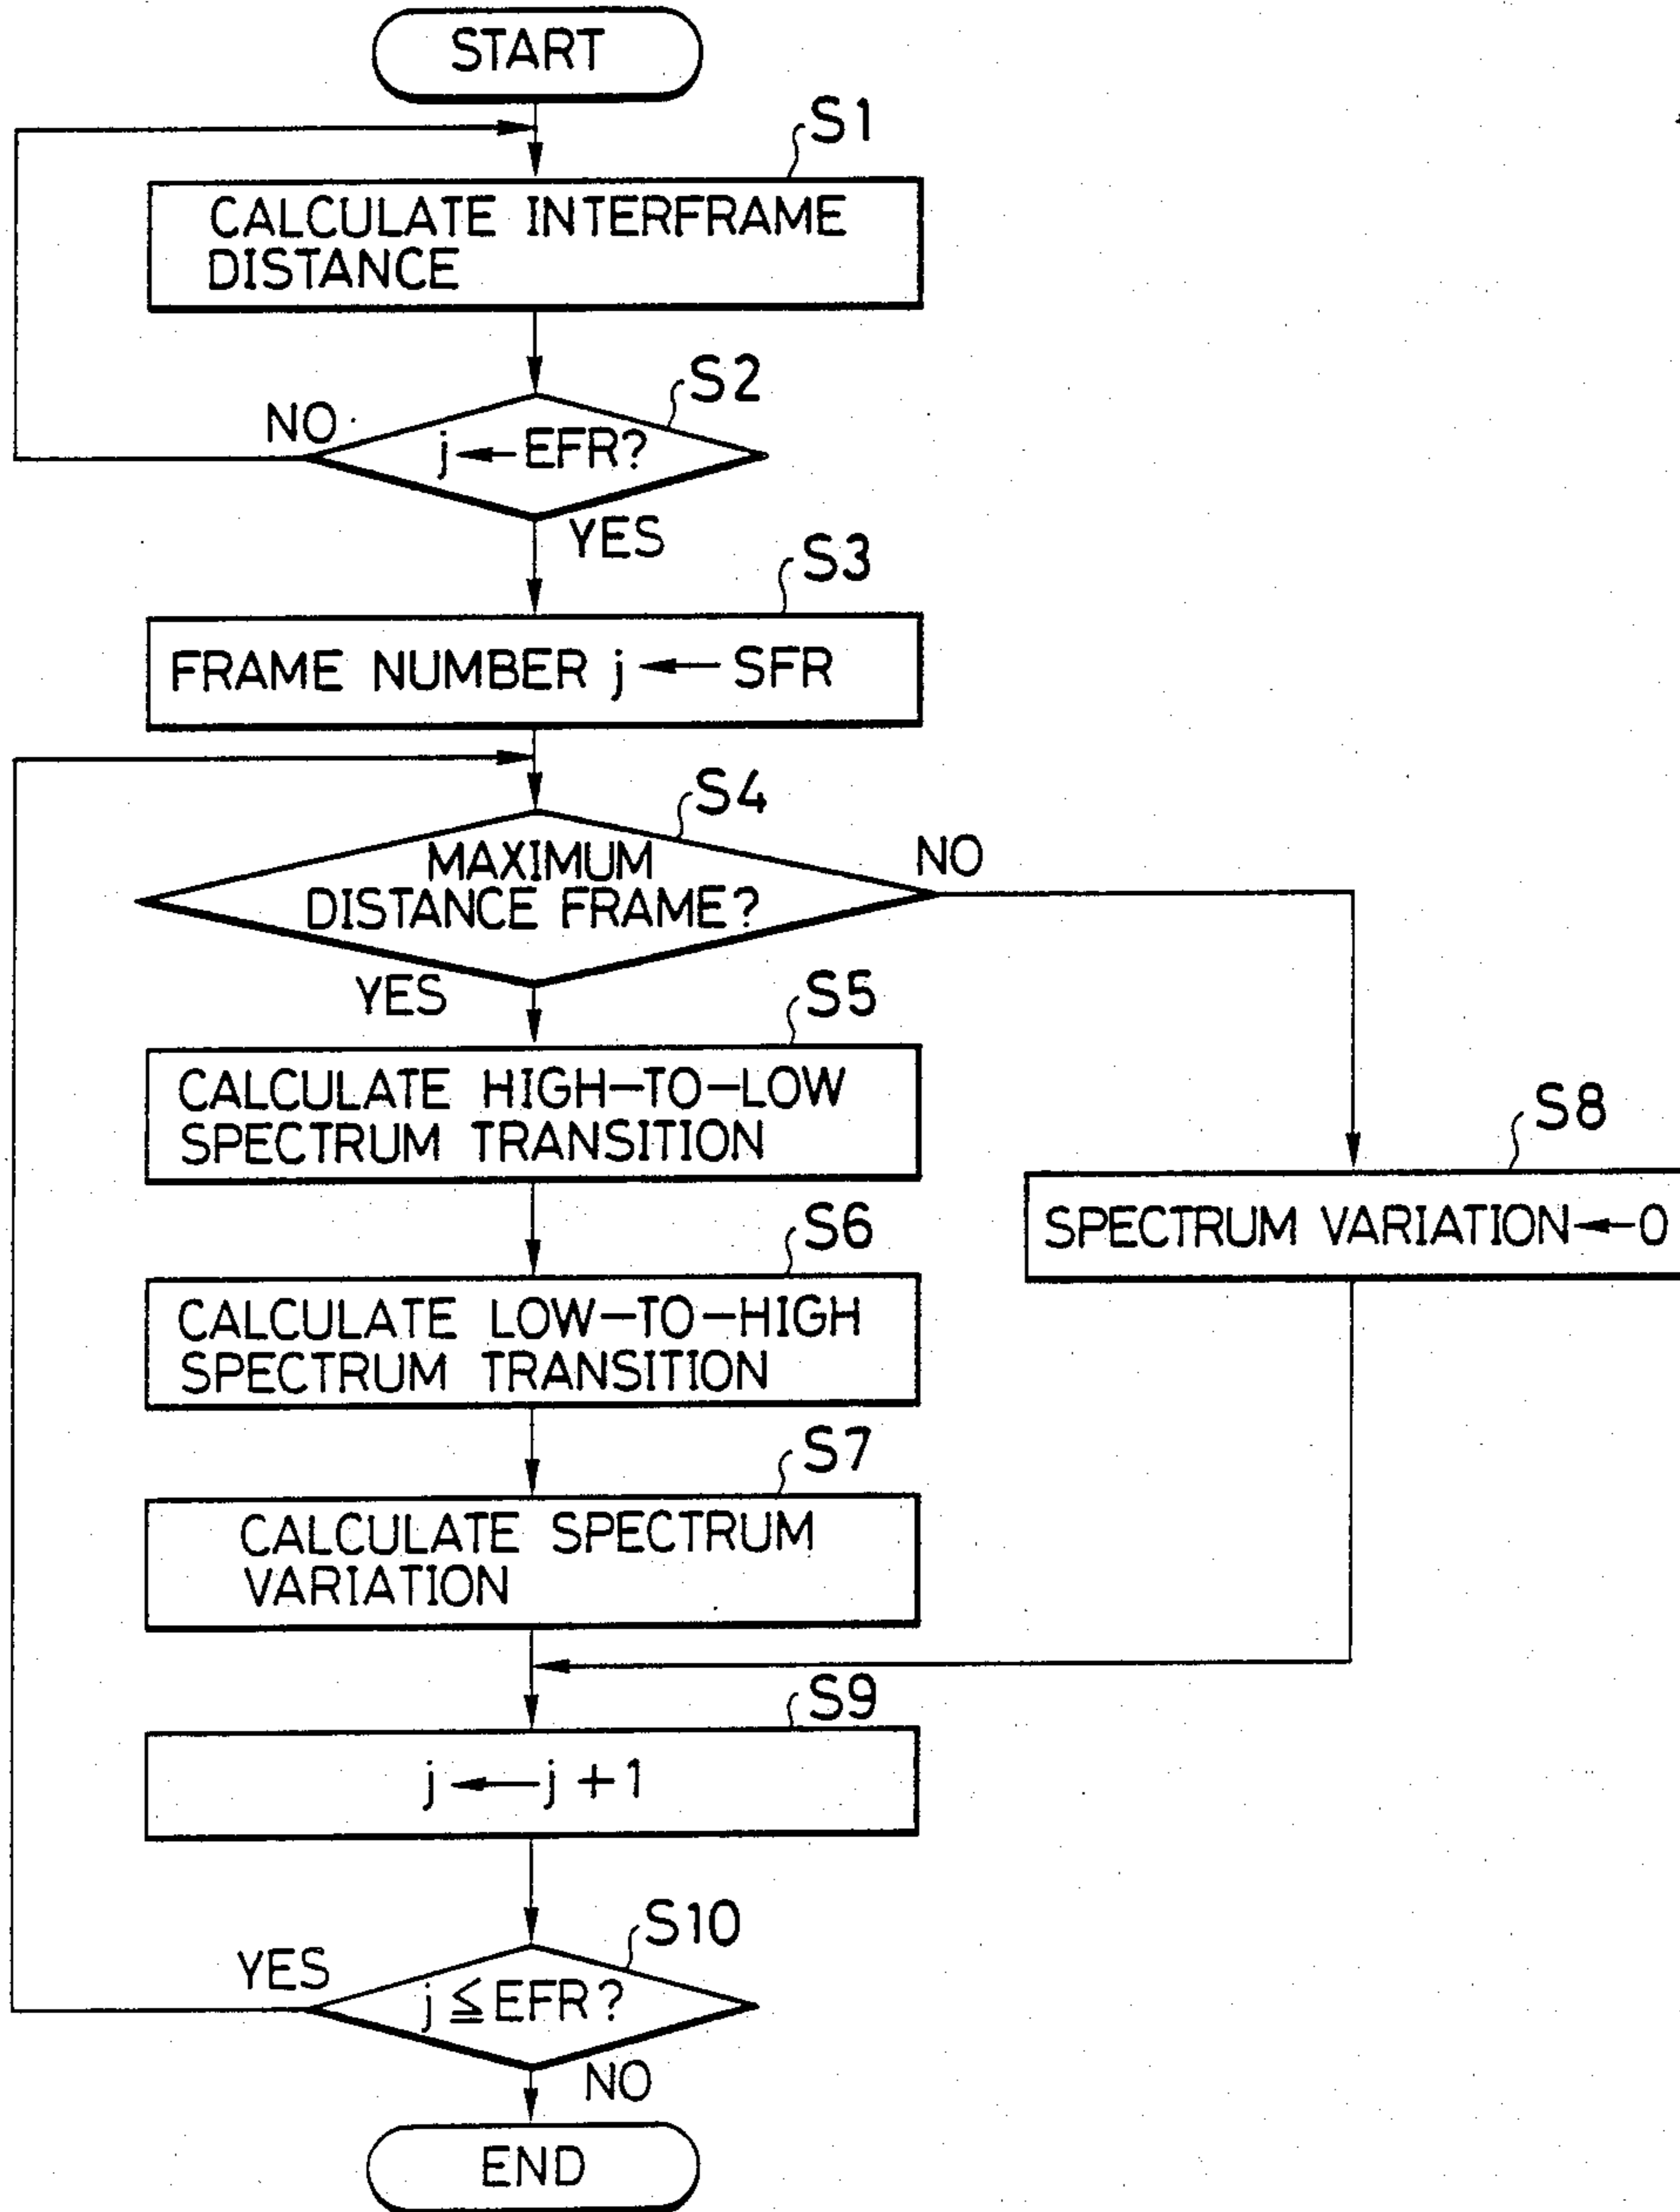 START
S1
CALCULATE INTERFRAME
DISTANCE
S2
NO
j←EFR?
YES
S3
FRAME NUMBER j ← SFR
S4
MAXIMUM
DISTANCE FRAME?
NO
YES
S5
CALCULATE HIGH-TO-LOW
SPECTRUM TRANSITION
S8
SPECTRUM VARIATION←0
S6
CALCULATE LOW-TO-HIGH
SPECTRUM TRANSITION
S7
CALCULATE SPECTRUM
VARIATION
S9
j ← j + 1
S10
YES
j ≦ EFR?
NO
END